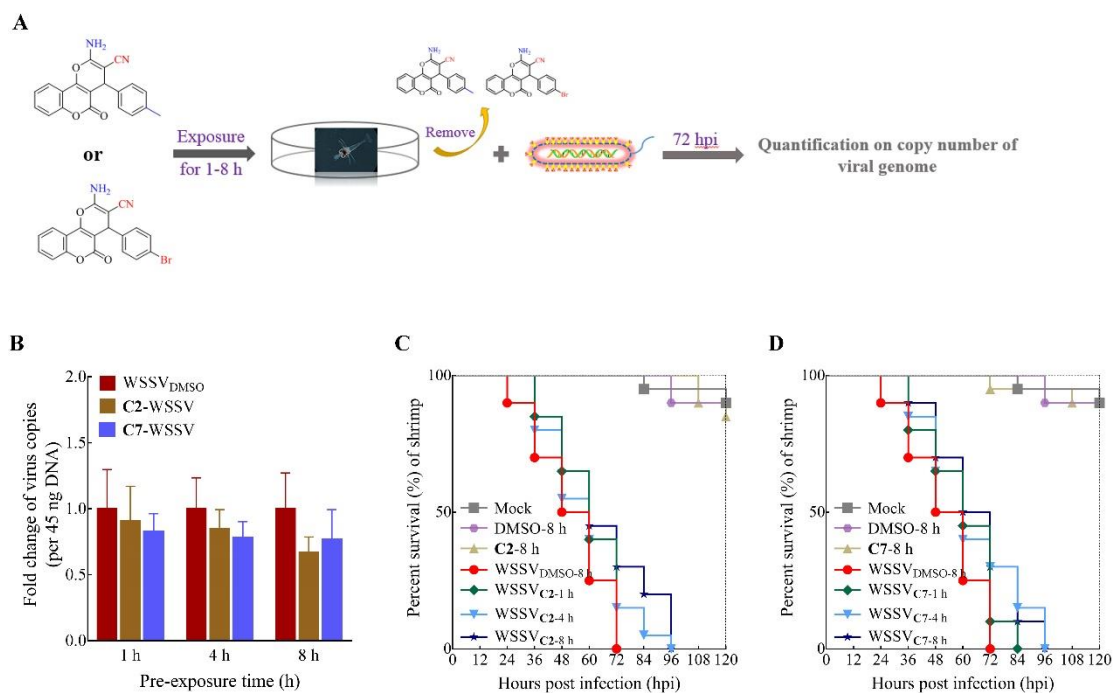 A
NH2
CN
O
O
O
or
NH2
CN
O
O
O
Br
Exposure
for 1-8 h
NH2
CN
O
O
O
NH2
CN
O
O
O
Br
Remove
+
72 hpi
Quantification on copy number of
viral genome
B
Fold change of virus copies
(per 45 ng DNA)
2.0
1.5
1.0
0.5
0.0
WSSVDMSO
C2-WSSV
C7-WSSV
1 h 4 h 8 h
Pre-exposure time (h)
C
Percent survival (%) of shrimp
100
50
0
Mock
DMSO-8 h
C2-8 h
WSSVDMSO-8 h
WSSVC2-1 h
WSSVC2-4 h
WSSVC2-8 h
0 12 24 36 48 60 72 84 96 108 120
Hours post infection (hpi)
D
Percent survival (%) of shrimp
100
50
0
Mock
DMSO-8 h
C7-8 h
WSSVDMSO-8 h
WSSVC7-1 h
WSSVC7-4 h
WSSVC7-8 h
0 12 24 36 48 60 72 84 96 108 120
Hours post infection (hpi)